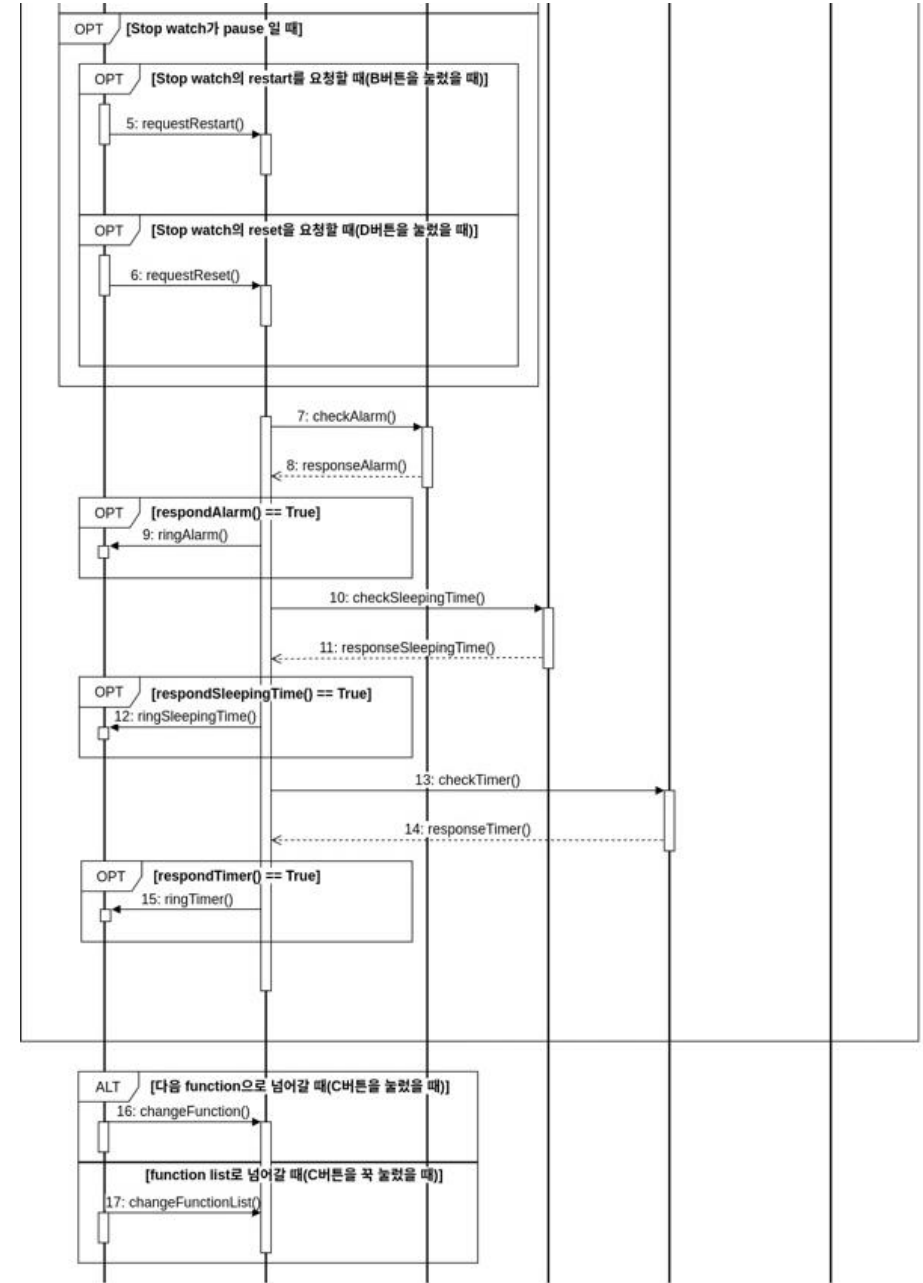 OPT [Stop watch가 pause 일 때]
OPT [Stop watch의 restart를 요청할 때(B버튼을 눌렀을 때)]
5: requestRestart()
OPT [Stop watch의 reset을 요청할 때(D버튼을 눌렀을 때)]
6: requestReset()
7: checkAlarm()
8: responseAlarm()
OPT [respondAlarm() == True]
9: ringAlarm()
10: checkSleepingTime()
11: responseSleepingTime()
OPT [respondSleepingTime() == True]
12: ringSleepingTime()
13: checkTimer()
14: responseTimer()
OPT [respondTimer() == True]
15: ringTimer()
ALT [다음 function으로 넘어갈 때(C버튼을 눌렀을 때)]
16: changeFunction()
[function list로 넘어갈 때(C버튼을 꾹 눌렀을 때)]
17: changeFunctionList()